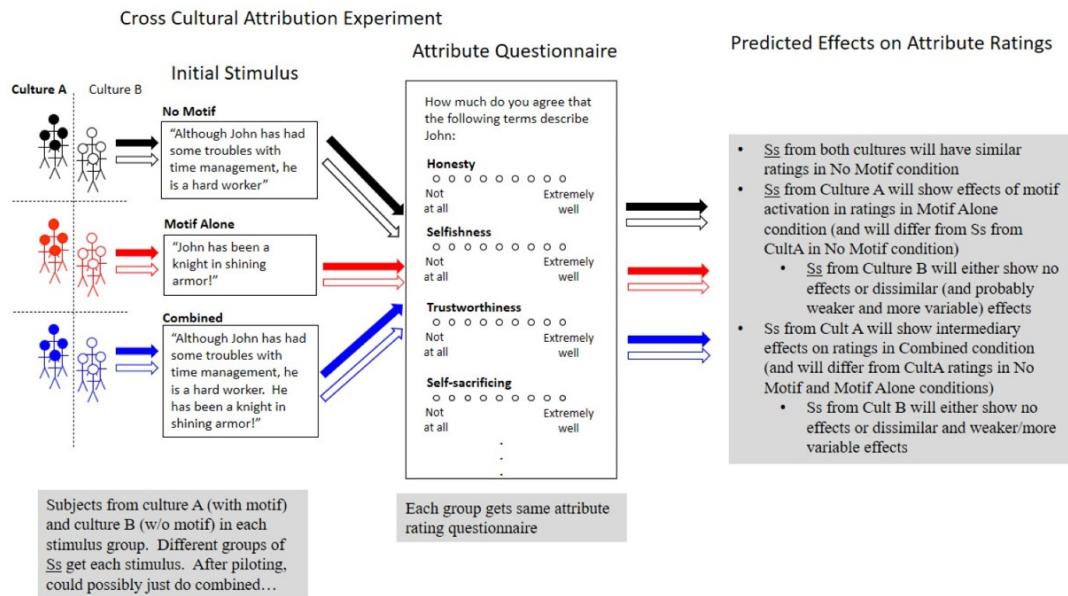 Cross Cultural Attribution Experiment
Initial Stimulus
Attribute Questionnaire
Predicted Effects on Attribute Ratings
Culture A
Culture B
No Motif
“Although John has had
some troubles with
time management, he
is a hard worker”
Motif Alone
“John has been a
knight in shining
armor!”
Combined
“Although John has had
some troubles with
time management, he
is a hard worker.  He
has been a knight in
shining armor!”
How much do you agree that
the following terms describe
John:
Honesty
Not
at all
Extremely
well
Selfishness
Not
at all
Extremely
well
Trustworthiness
Not
at all
Extremely
well
Self-sacrificing
Not
at all
Extremely
well
.
.
.
• Ss from both cultures will have similar
ratings in No Motif condition
• Ss from Culture A will show effects of motif
activation in ratings in Motif Alone
condition (and will differ from Ss from
CultA in No Motif condition)
• Ss from Culture B will either show no
effects or dissimilar (and probably
weaker and more variable) effects
• Ss from Cult A will show intermediary
effects on ratings in Combined condition
(and will differ from CultA ratings in No
Motif and Motif Alone conditions)
• Ss from Cult B will either show no
effects or dissimilar and weaker/more
variable effects
Subjects from culture A (with motif)
and culture B (w/o motif) in each
stimulus group.  Different groups of
Ss get each stimulus.  After piloting,
could possibly just do combined…
Each group gets same attribute
rating questionnaire